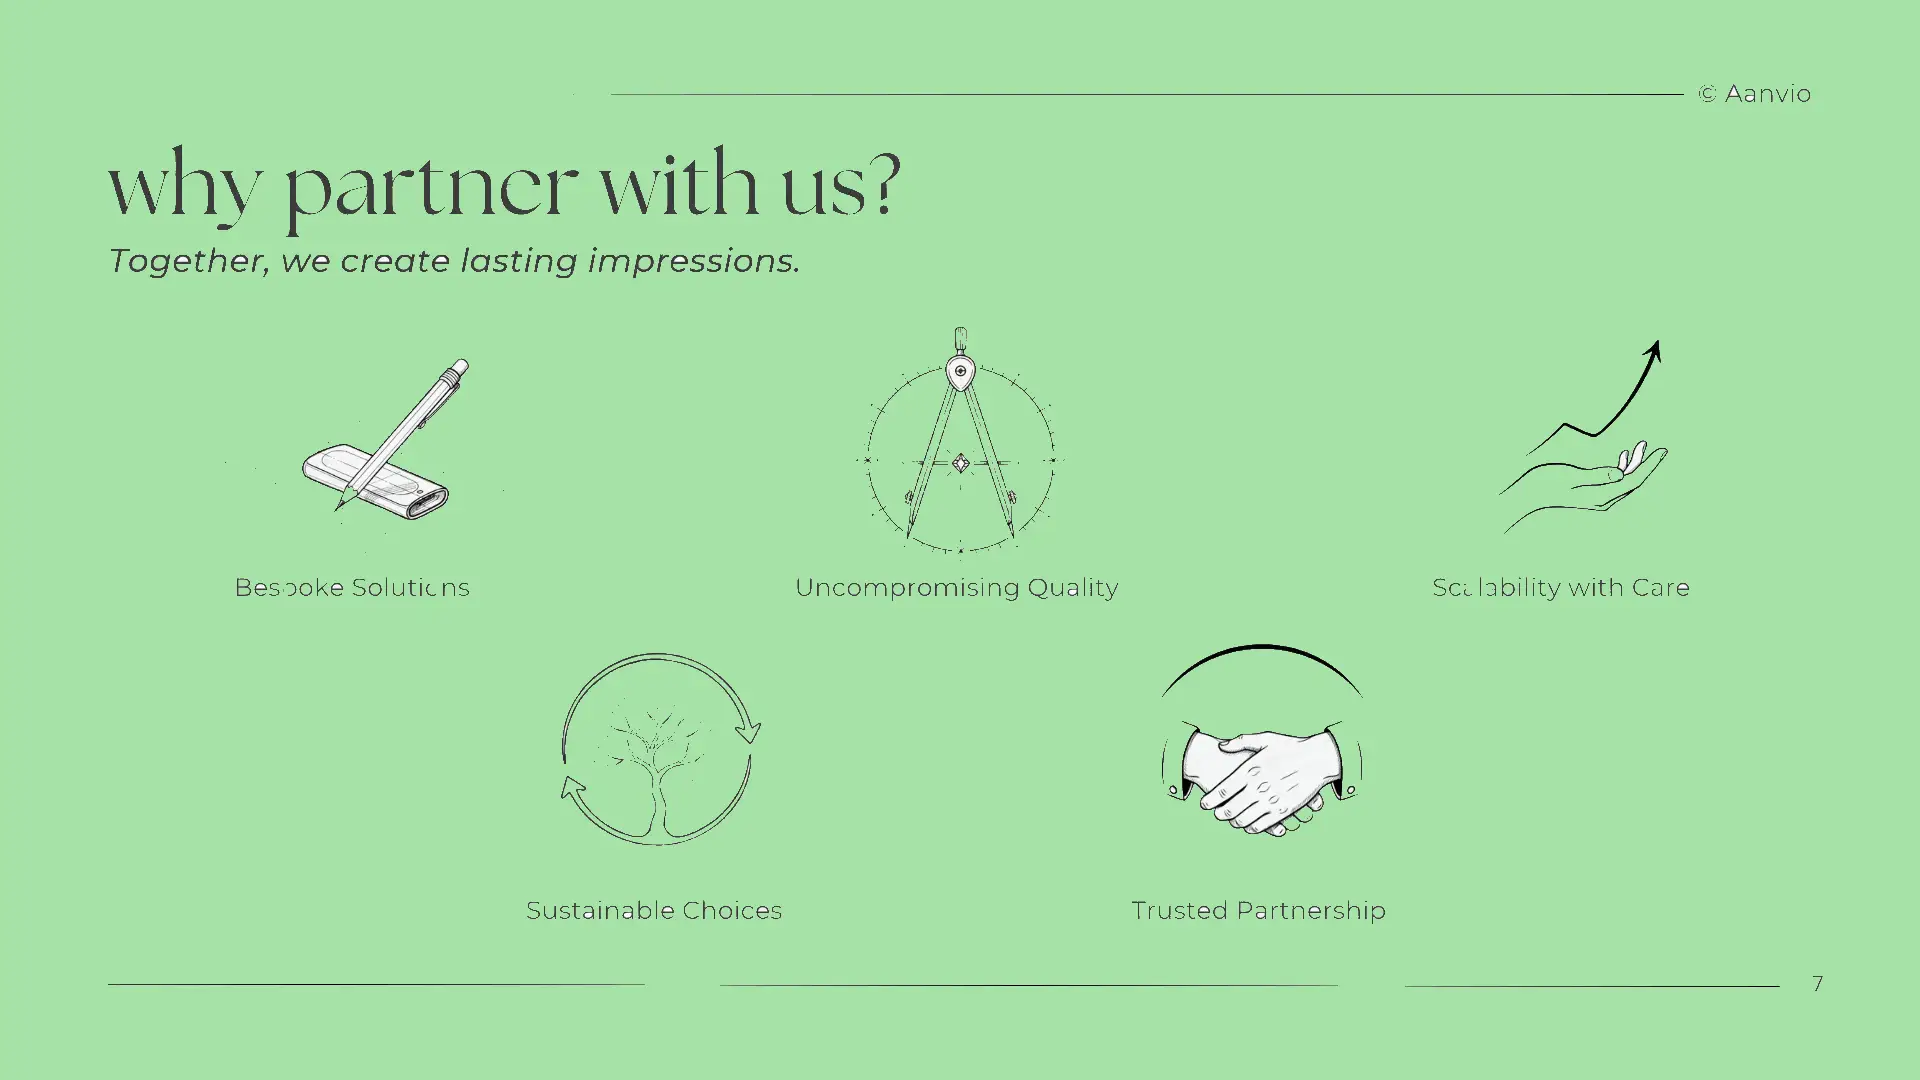 © Aanvio
why partner with us?
Together, we create lasting impressions.
Bespoke Solutions
Uncompromising Quality
Scalability with Care
Sustainable Choices
Trusted Partnership
7